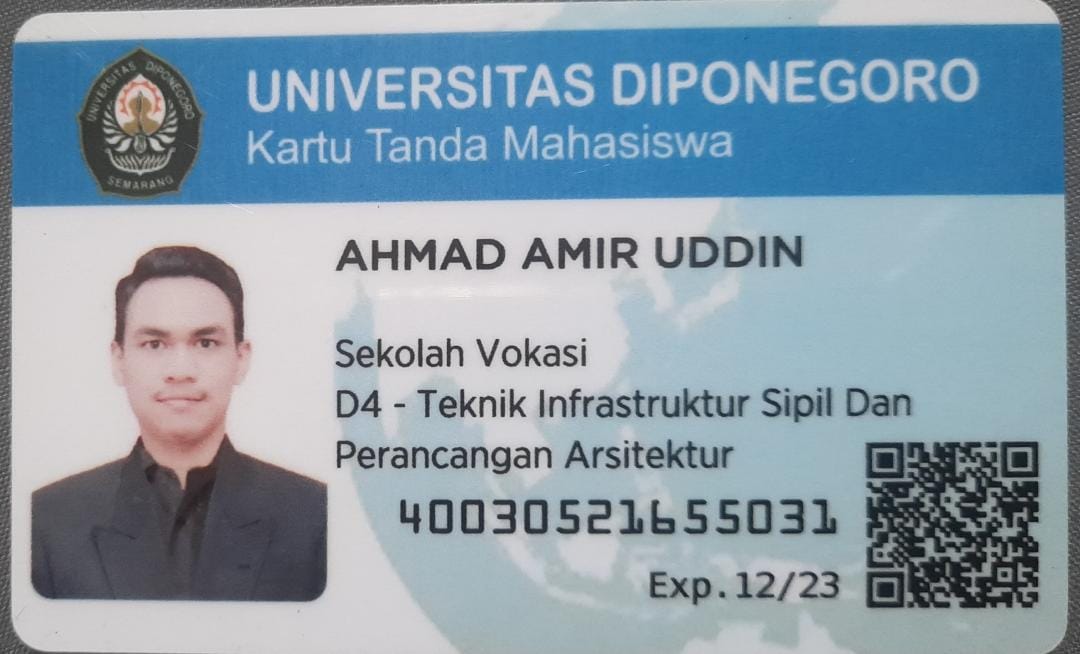 UNIVERSITAS DIPONEGORO
SEMARANG
UNIVERSITAS DIPONEGORO
Kartu Tanda Mahasiswa
AHMAD AMIR UDDIN
Sekolah Vokasi
D4 - Teknik Infrastruktur Sipil Dan
Perancangan Arsitektur
40030521655031
Exp. 12/23